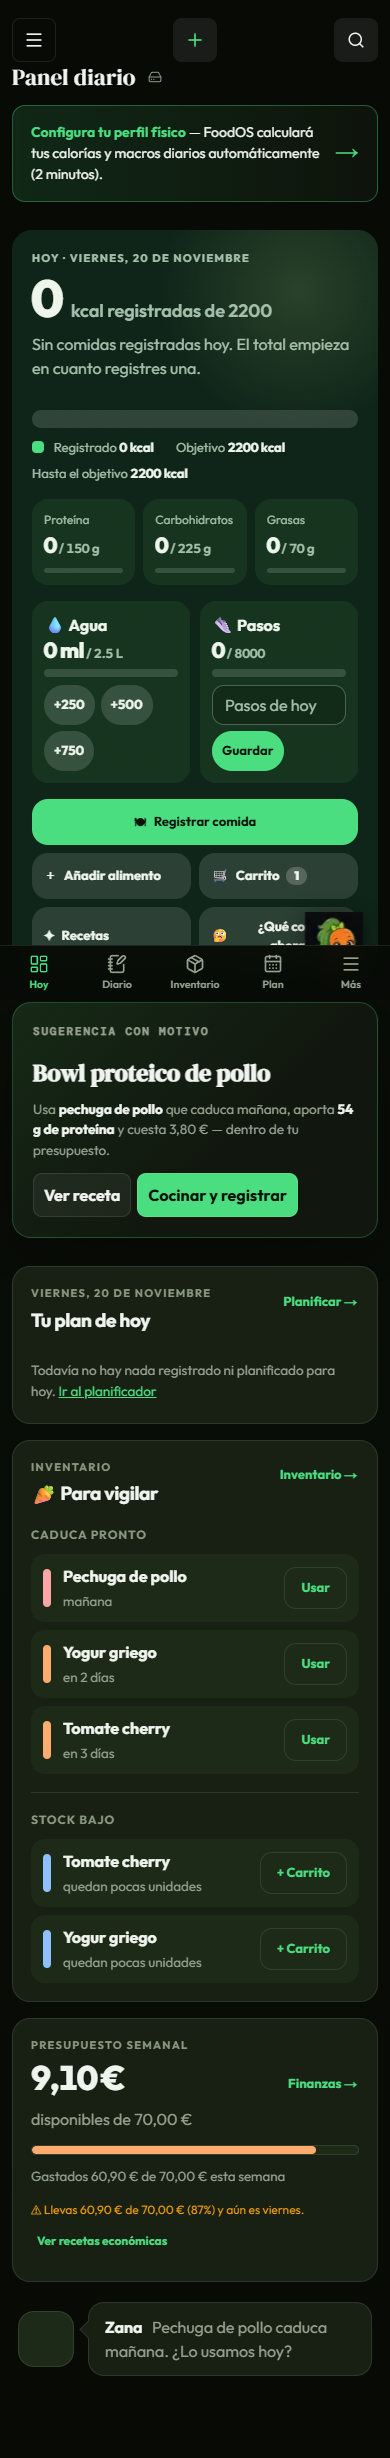 Panel diario
Configura tu perfil físico — FoodOS calculará
tus calorías y macros diarios automáticamente
(2 minutos).
→
HOY · VIERNES, 20 DE NOVIEMBRE
0 kcal registradas de 2200
Sin comidas registradas hoy. El total empieza
en cuanto registres una.
Registrado 0 kcal Objetivo 2200 kcal
Hasta el objetivo 2200 kcal
Proteína Carbohidratos Grasas
0 / 150 g 0 / 225 g 0 / 70 g
Agua Pasos
0 ml / 2.5 L 0 / 8000
+250 +500 Pasos de hoy
+750 Guardar
Registrar comida
+ Añadir alimento Carrito 1
Recetas ¿Qué co
Hoy Diario Inventario Plan Más
SUGERENCIA CON MOTIVO
Bowl proteico de pollo
Usa pechuga de pollo que caduca mañana, aporta 54
g de proteína y cuesta 3,80 € — dentro de tu
presupuesto.
Ver receta Cocinar y registrar
VIERNES, 20 DE NOVIEMBRE
Planificar →
Tu plan de hoy
Todavía no hay nada registrado ni planificado para
hoy. Ir al planificador
INVENTARIO
Inventario →
Para vigilar
CADUCA PRONTO
Pechuga de pollo
mañana
Usar
Yogur griego
en 2 días
Usar
Tomate cherry
en 3 días
Usar
STOCK BAJO
Tomate cherry
quedan pocas unidades
+ Carrito
Yogur griego
quedan pocas unidades
+ Carrito
PRESUPUESTO SEMANAL
9,10 €
Finanzas →
disponibles de 70,00 €
Gastados 60,90 € de 70,00 € esta semana
⚠ Llevas 60,90 € de 70,00 € (87%) y aún es viernes.
Ver recetas económicas
Zana Pechuga de pollo caduca
mañana. ¿Lo usamos hoy?